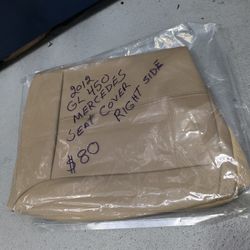 2012
GL 450
MERCEDES
SEAT COVER
RIGHT SIDE
$80